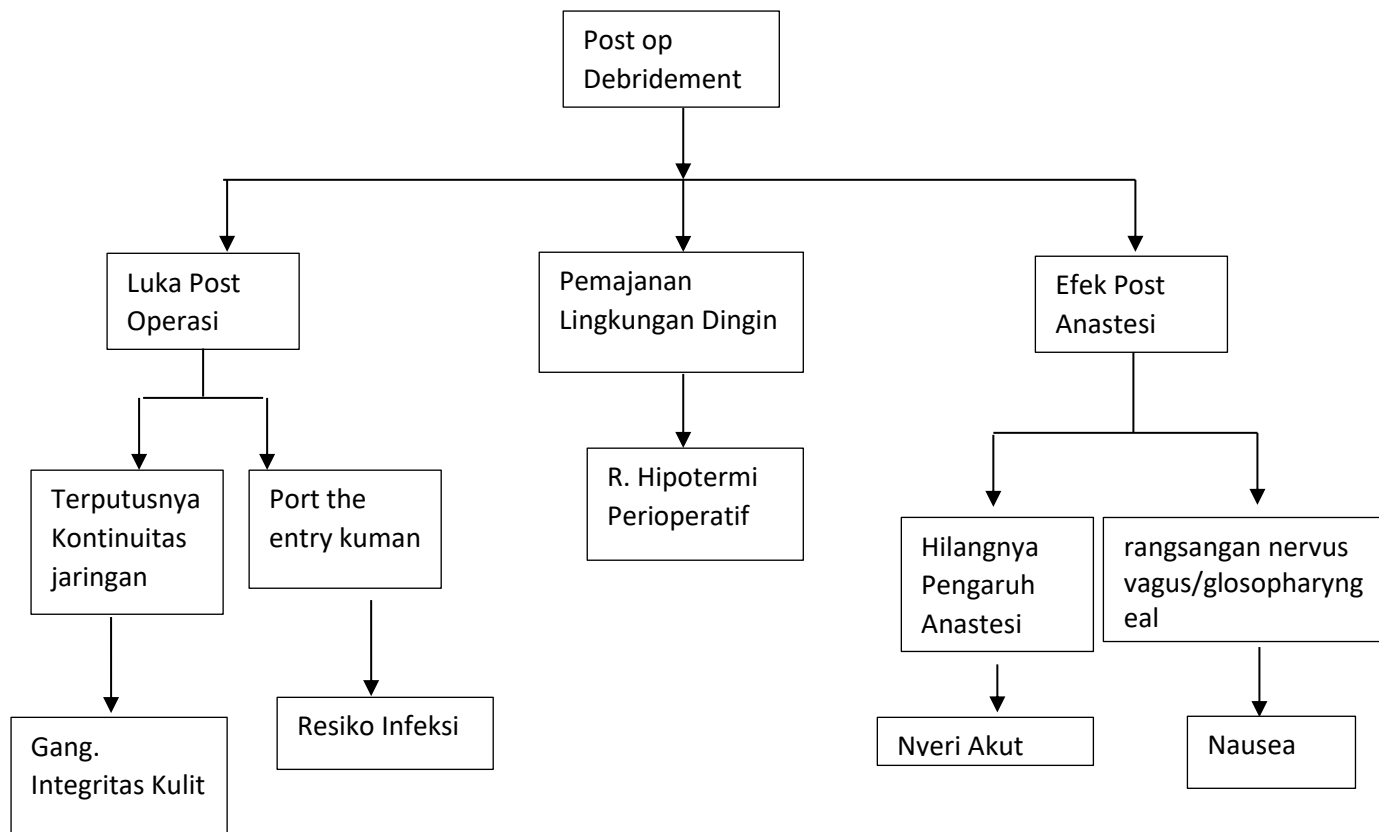 Post op
Debridement
Luka Post
Operasi
Pemajanan
Lingkungan Dingin
Efek Post
Anastesi
Terputusnya
Kontinuitas
jaringan
Port the
entry kuman
R. Hipotermi
Perioperatif
Hilangnya
Pengaruh
Anastesi
rangsangan nervus
vagus/glosopharyng
eal
Gang.
Integritas Kulit
Resiko Infeksi
Nyeri Akut
Nausea